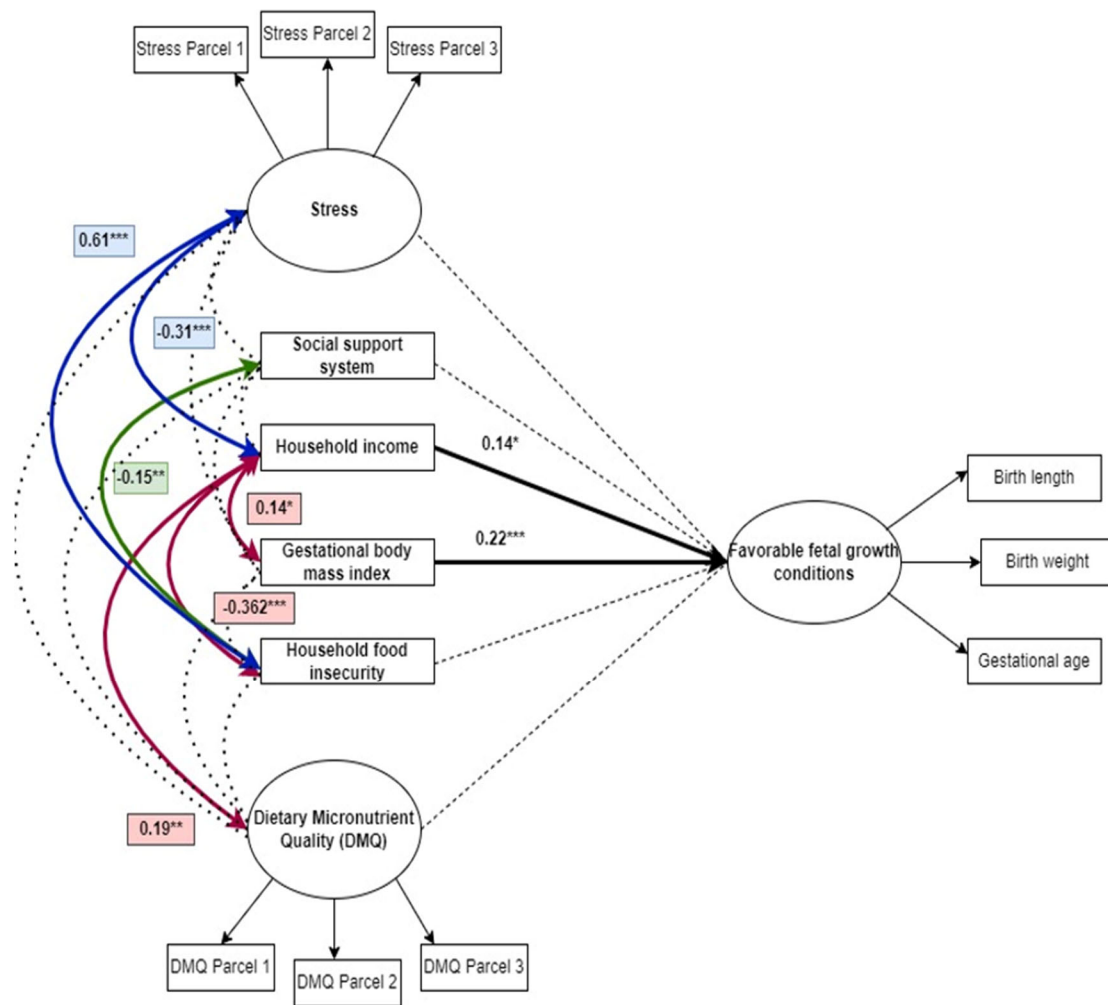 Stress Parcel 1
Stress Parcel 2
Stress Parcel 3
Stress
0.61***
-0.31***
Social support
system
Household income
0.14*
-0.15**
0.14*
Gestational body
mass index
0.22***
-0.362***
Household food
insecurity
Favorable fetal growth
conditions
Birth length
Birth weight
Gestational age
Dietary Micronutrient
Quality (DMQ)
0.19**
DMQ Parcel 1
DMQ Parcel 2
DMQ Parcel 3